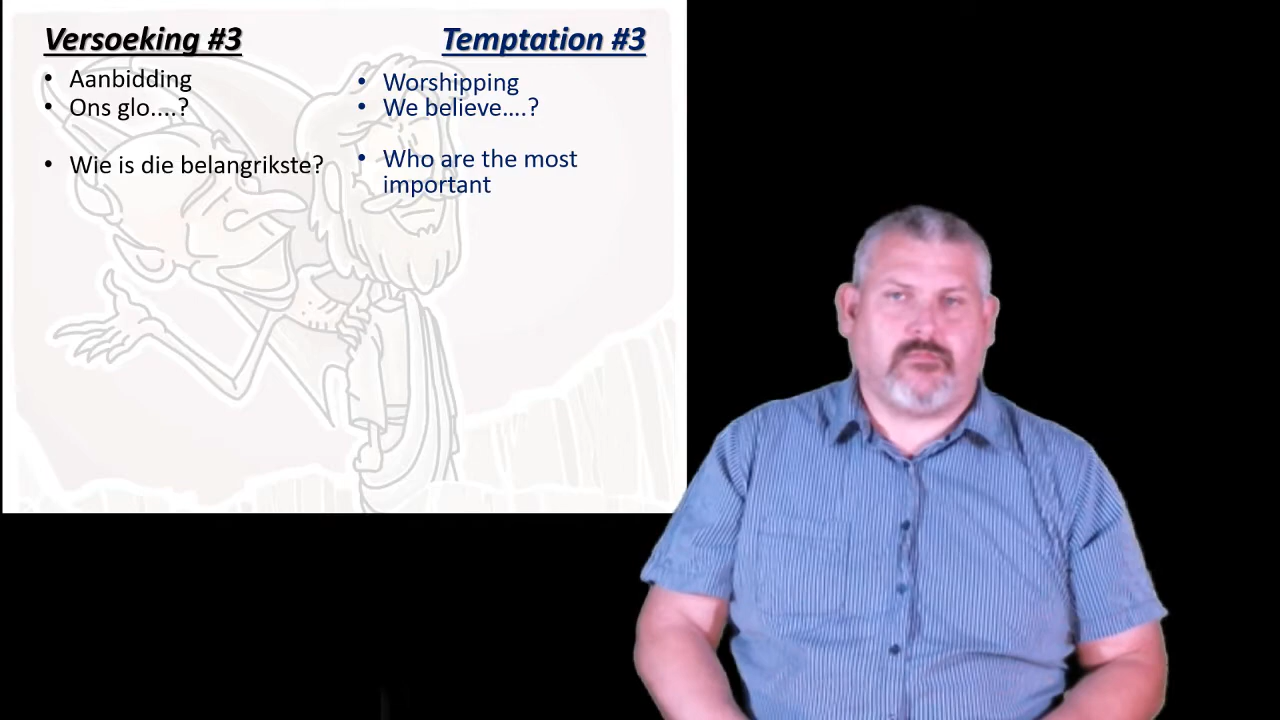 Versoeking #3
• Aanbidding
• Ons glo....?
• Wie is die belangrikste?
Temptation #3
• Worshipping
• We believe....?
• Who are the most
important